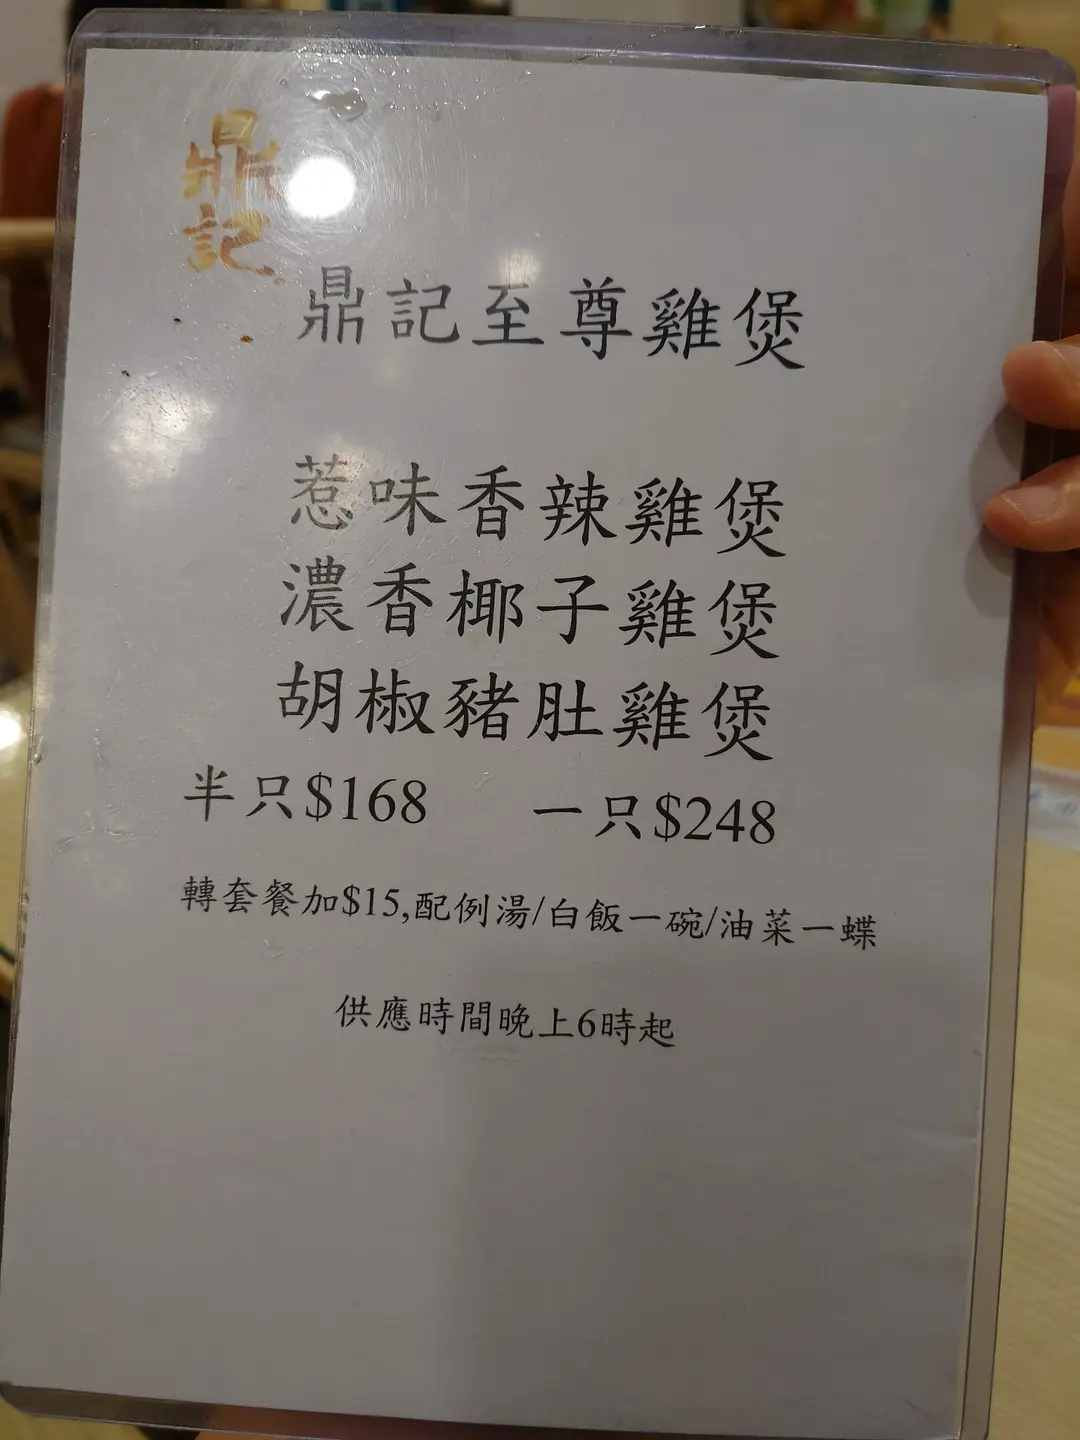 鼎記
鼎記至尊雞煲
惹味香辣雞煲
濃香椰子雞煲
胡椒豬肚雞煲
半只$168 一只$248
轉套餐加$15,配例湯/白飯一碗/油菜一蝶
供應時間晚上6時起